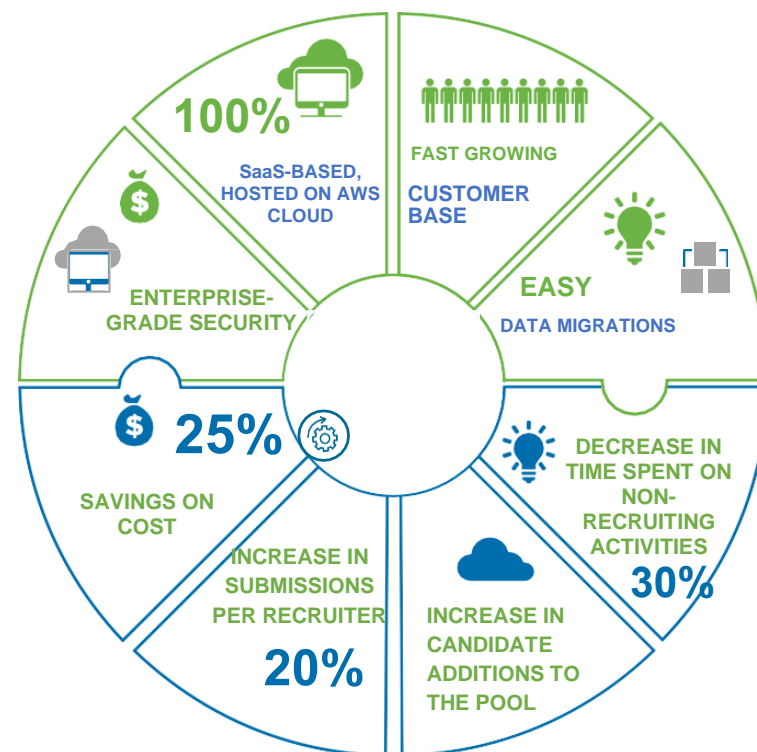 100%
SaaS-BASED,
HOSTED ON AWS
CLOUD
FAST GROWING
CUSTOMER
BASE
EASY
DATA MIGRATIONS
$
ENTERPRISE-
GRADE SECURITY
$
25%
SAVINGS ON
COST
DECREASE IN
TIME SPENT ON
NON-
RECRUITING
ACTIVITIES
30%
INCREASE IN
SUBMISSIONS
PER RECRUITER
20%
INCREASE IN
CANDIDATE
ADDITIONS TO
THE POOL